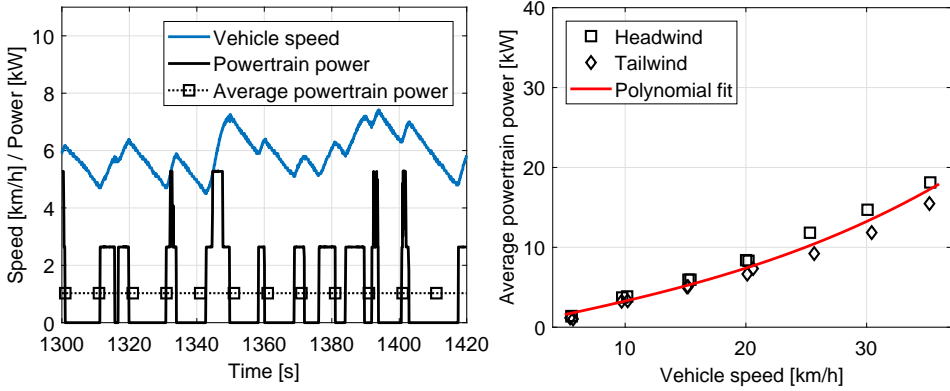 Speed [km/h] / Power [kW]
10
8
6
4
2
0
Vehicle speed
Powertrain power
Average powertrain power
1300
1320
1340
1360
1380
1400
1420
Time [s]
Average powertrain power [kW]
40
30
20
10
0
Headwind
Tailwind
Polynomial fit
10
20
30
Vehicle speed [km/h]